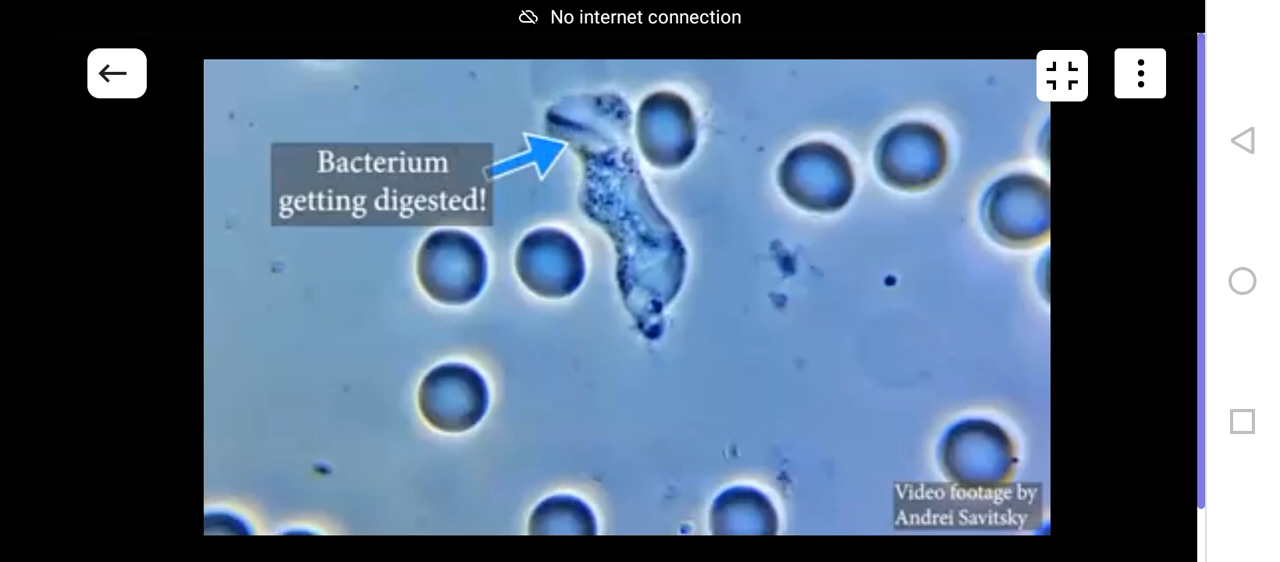 No internet connection
Bacterium
getting digested!
Video footage by
Andrei Savitsky